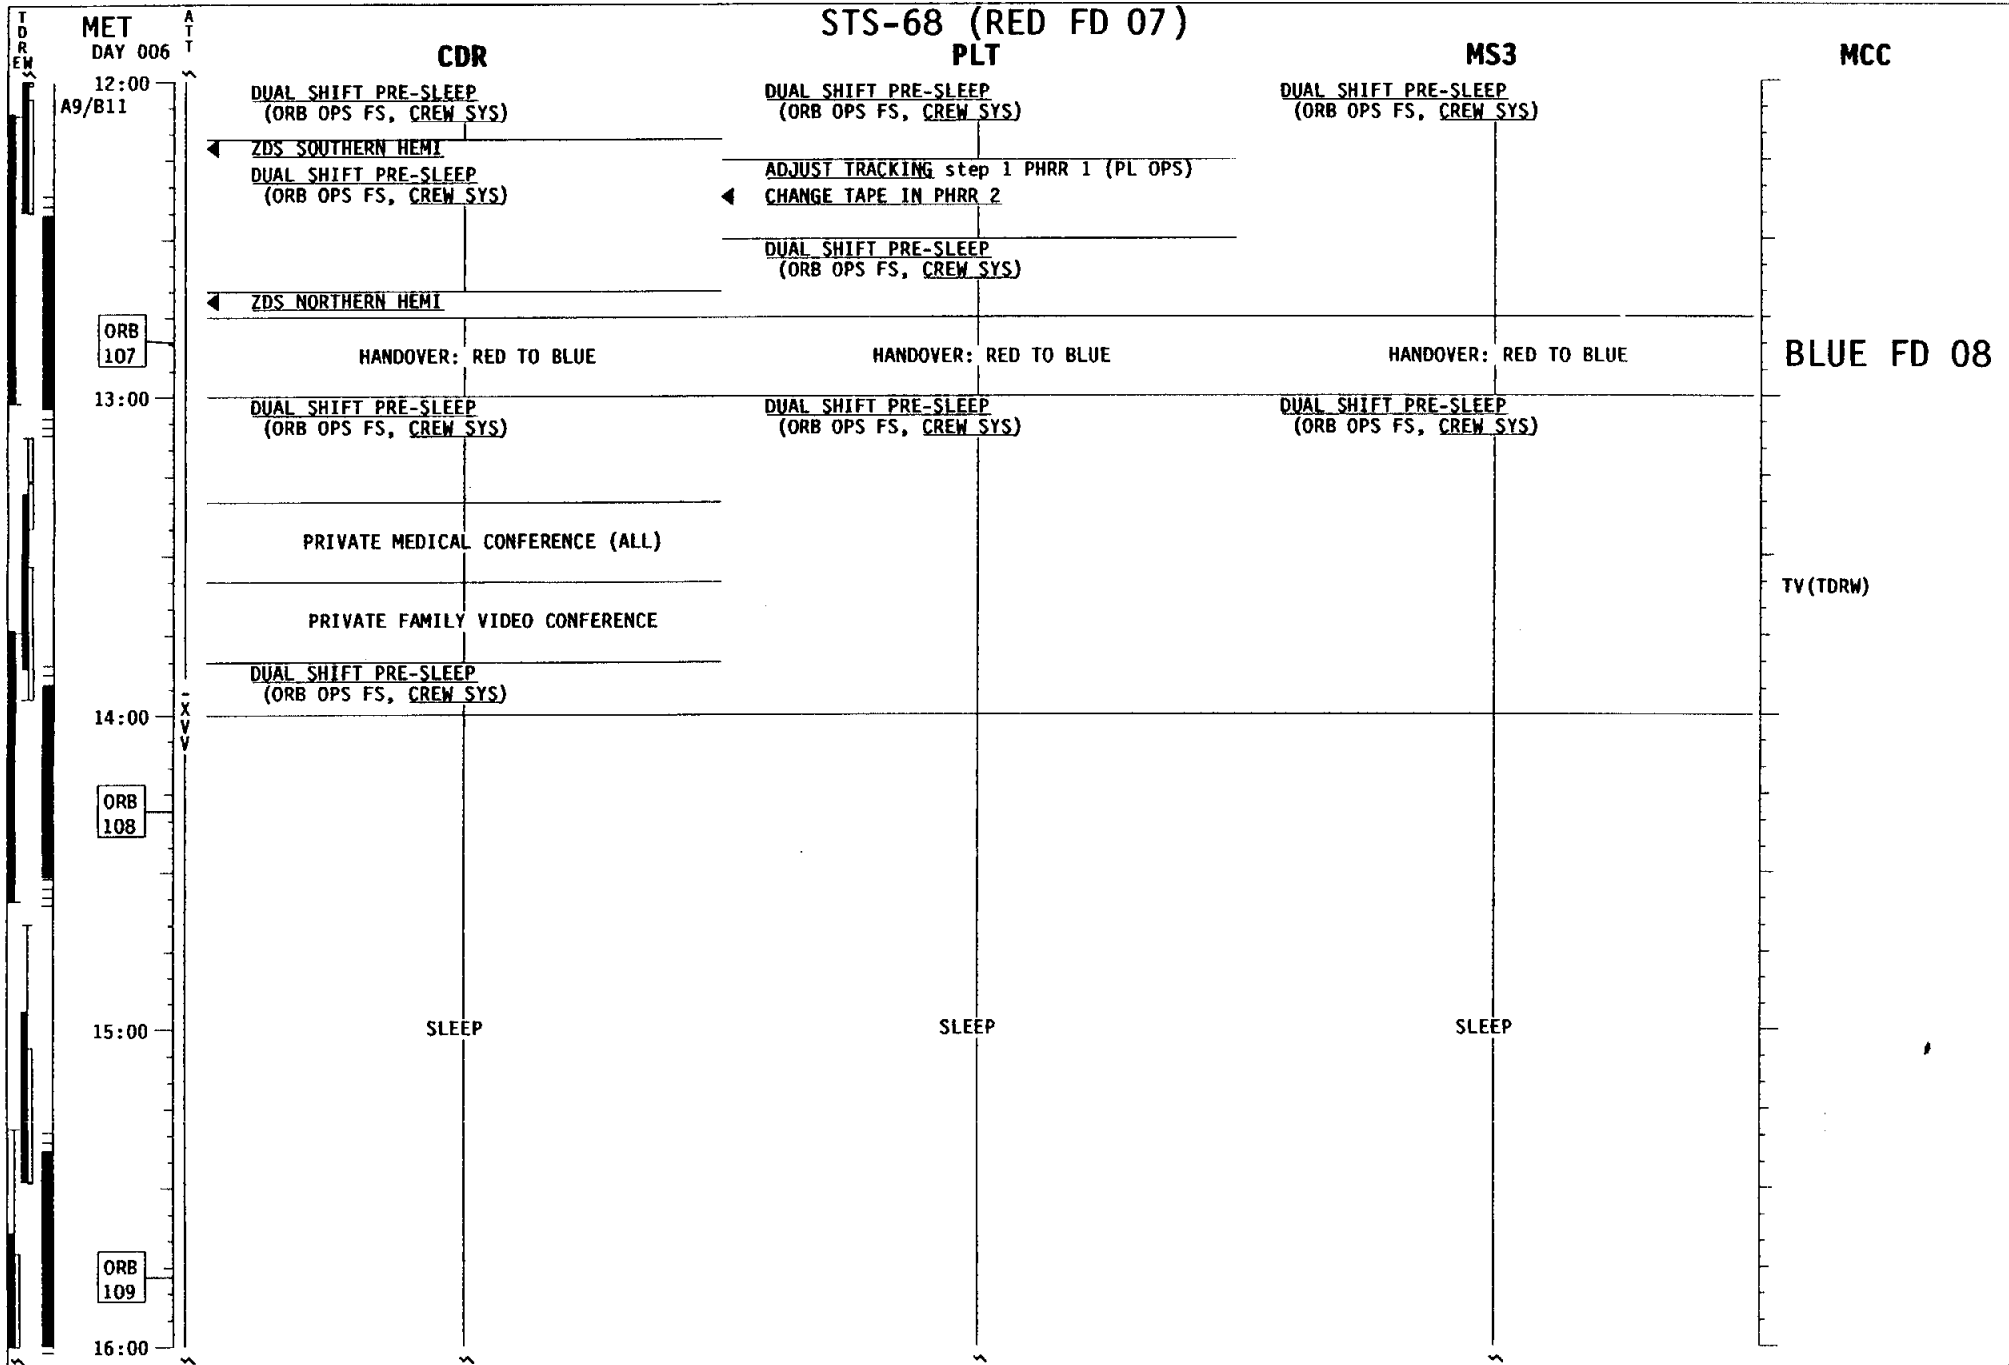 STS-68 (RED FD 07)
TDRE W
MET
DAY 006
ATT
CDR
PLT
MS3
MCC
12:00
A9/B11
DUAL SHIFT PRE-SLEEP
(ORB OPS FS, CREW SYS)
DUAL SHIFT PRE-SLEEP
(ORB OPS FS, CREW SYS)
DUAL SHIFT PRE-SLEEP
(ORB OPS FS, CREW SYS)
ZDS SOUTHERN HEMI
DUAL SHIFT PRE-SLEEP
(ORB OPS FS, CREW SYS)
ADJUST TRACKING step 1 PHRR 1 (PL OPS)
CHANGE TAPE IN PHRR 2
DUAL SHIFT PRE-SLEEP
(ORB OPS FS, CREW SYS)
ZDS NORTHERN HEMI
ORB
107
HANDOVER: RED TO BLUE
HANDOVER: RED TO BLUE
HANDOVER: RED TO BLUE
BLUE FD 08
13:00
DUAL SHIFT PRE-SLEEP
(ORB OPS FS, CREW SYS)
DUAL SHIFT PRE-SLEEP
(ORB OPS FS, CREW SYS)
DUAL SHIFT PRE-SLEEP
(ORB OPS FS, CREW SYS)
PRIVATE MEDICAL CONFERENCE (ALL)
TV(TDRW)
PRIVATE FAMILY VIDEO CONFERENCE
DUAL SHIFT PRE-SLEEP
(ORB OPS FS, CREW SYS)
-XVV
14:00
ORB
108
15:00
SLEEP
SLEEP
SLEEP
ORB
109
16:00